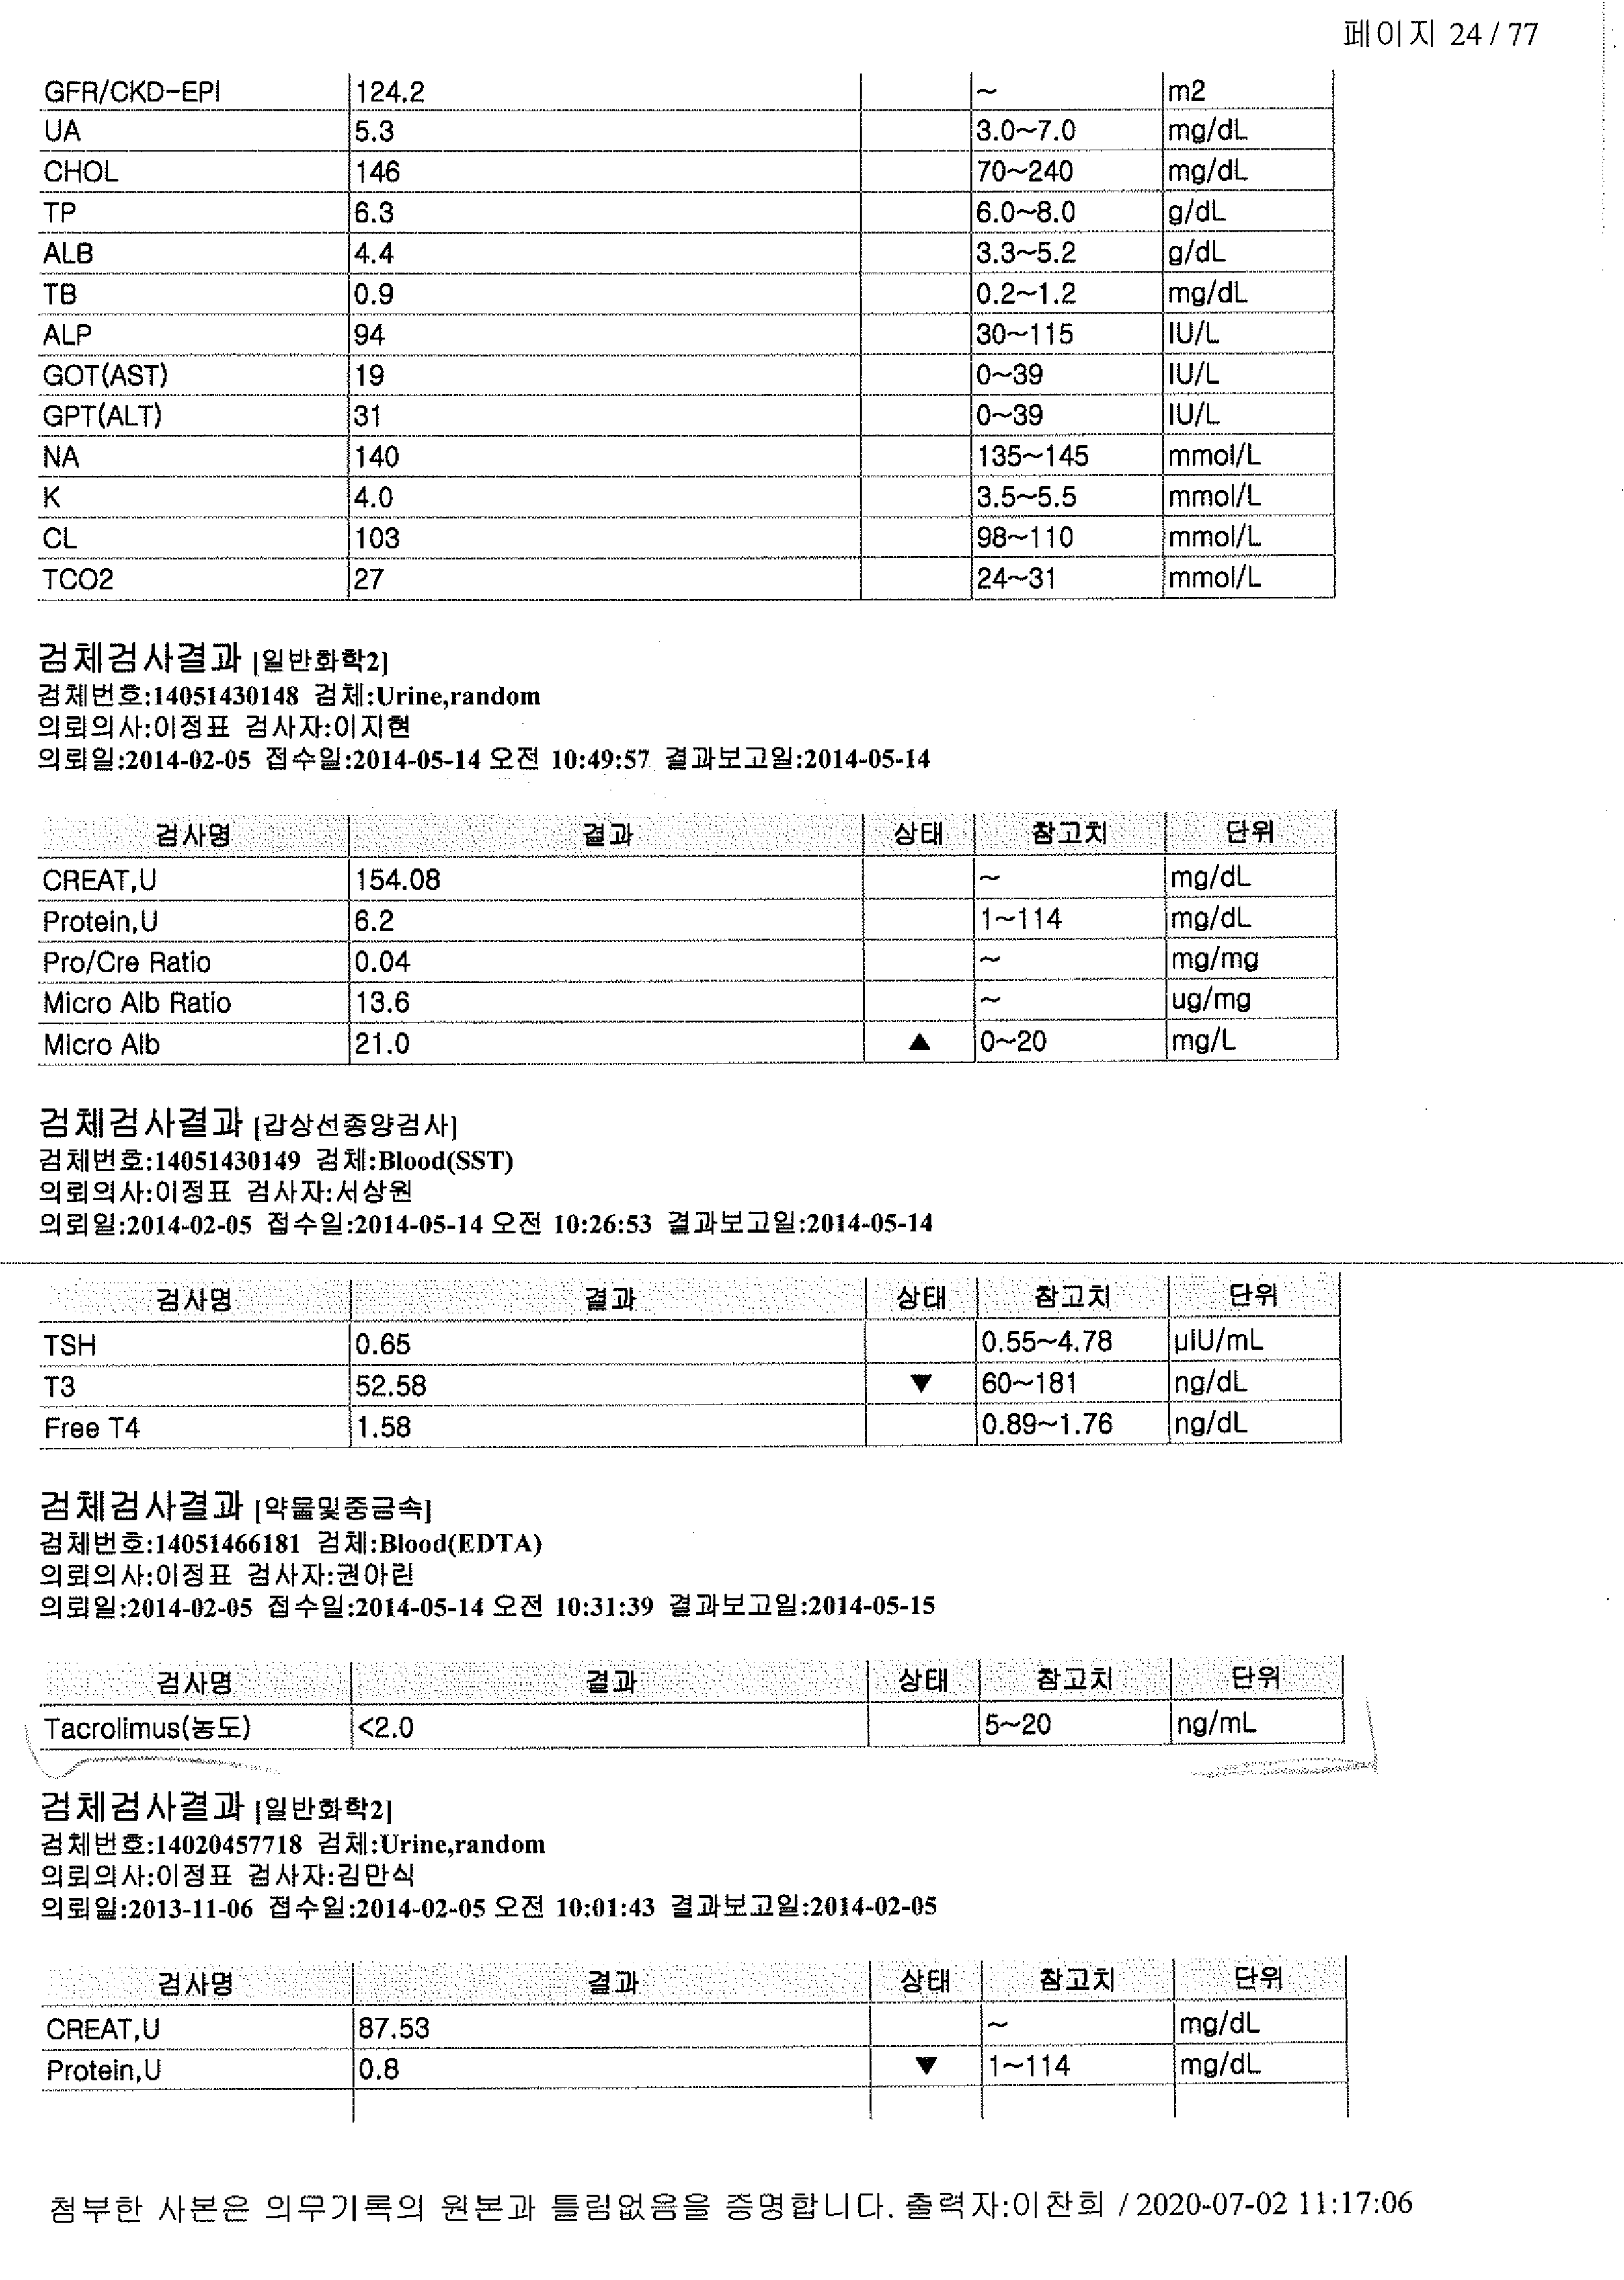 페이지 24 / 77
GFR/CKD-EPI 124.2 ~ m2
UA 5.3 3.0~7.0 mg/dL
CHOL 146 70~240 mg/dL
TP 6.3 6.0~8.0 g/dL
ALB 4.4 3.3~5.2 g/dL
TB 0.9 0.2~1.2 mg/dL
ALP 94 30~115 IU/L
GOT(AST) 19 0~39 IU/L
GPT(ALT) 31 0~39 IU/L
NA 140 135~145 mmol/L
K 4.0 3.5~5.5 mmol/L
CL 103 98~110 mmol/L
TCO2 27 24~31 mmol/L
검체검사결과 [일반화학2]
검체번호:14051430148 검체:Urine,random
의뢰의사:이정표 검사자:이지현
의뢰일:2014-02-05 접수일:2014-05-14 오전 10:49:57 결과보고일:2014-05-14
검사명 결과 상태 참고치 단위
CREAT,U 154.08 ~ mg/dL
Protein,U 6.2 1~114 mg/dL
Pro/Cre Ratio 0.04 ~ mg/mg
Micro Alb Ratio 13.6 ~ ug/mg
Micro Alb 21.0 ▲ 0~20 mg/L
검체검사결과 [갑상선종양검사]
검체번호:14051430149 검체:Blood(SST)
의뢰의사:이정표 검사자:서상원
의뢰일:2014-02-05 접수일:2014-05-14 오전 10:26:53 결과보고일:2014-05-14
검사명 결과 상태 참고치 단위
TSH 0.65 0.55~4.78 µIU/mL
T3 52.58 ▼ 60~181 ng/dL
Free T4 1.58 0.89~1.76 ng/dL
검체검사결과 [약물및중금속]
검체번호:14051466181 검체:Blood(EDTA)
의뢰의사:이정표 검사자:권아린
의뢰일:2014-02-05 접수일:2014-05-14 오전 10:31:39 결과보고일:2014-05-15
검사명 결과 상태 참고치 단위
Tacrolimus(농도) <2.0 5~20 ng/mL
검체검사결과 [일반화학2]
검체번호:14020457718 검체:Urine,random
의뢰의사:이정표 검사자:김만식
의뢰일:2013-11-06 접수일:2014-02-05 오전 10:01:43 결과보고일:2014-02-05
검사명 결과 상태 참고치 단위
CREAT,U 87.53 ~ mg/dL
Protein,U 0.8 ▼ 1~114 mg/dL
첨부한 사본은 의무기록의 원본과 틀림없음을 증명합니다. 출력자:이찬희 / 2020-07-02 11:17:06